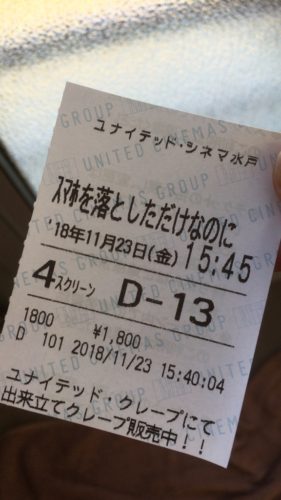 ユナイテッド・シネマ水戸
スマホを落としただけなのに
18年11月23日(金) 15:45
4スクリーン D-13
1800 ¥1,800
D 101 2018/11/23 15:40:04
ユナイテッド・クレープにて
出来立てクレープ販売中!!
UNITED CINEMAS GROUP